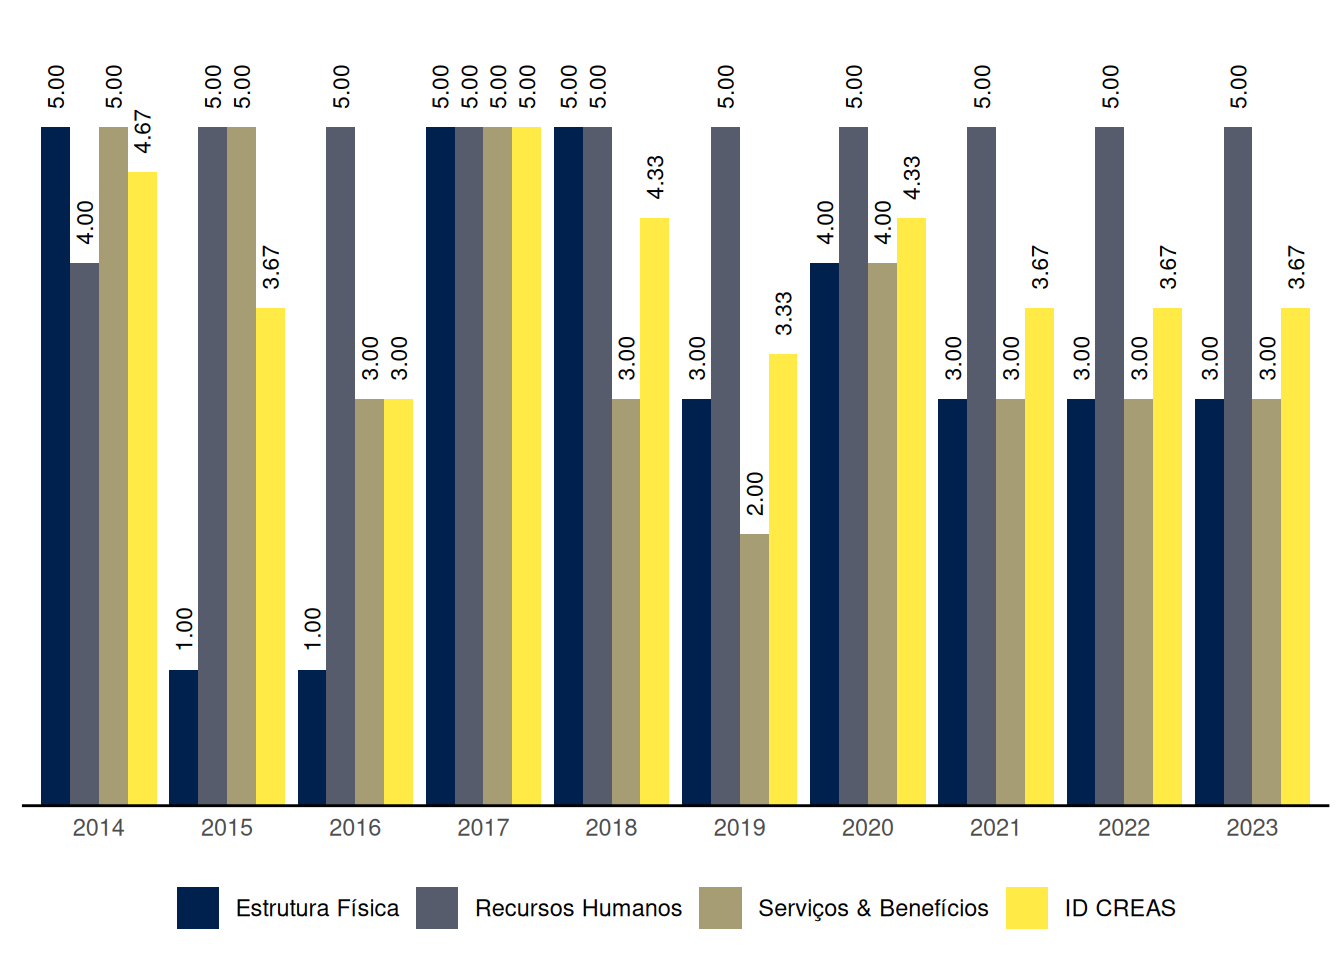 5.00 4.00 5.00 4.67
1.00 5.00 5.00 3.67
1.00 5.00 3.00 3.00
5.00 5.00 5.00 5.00
5.00 5.00 3.00 4.33
3.00 5.00 2.00 3.33
4.00 5.00 4.00 4.33
3.00 5.00 3.00 3.67
3.00 5.00 3.00 3.67
3.00 5.00 3.00 3.67
2014 2015 2016 2017 2018 2019 2020 2021 2022 2023
Estrutura Física Recursos Humanos Serviços & Benefícios ID CREAS